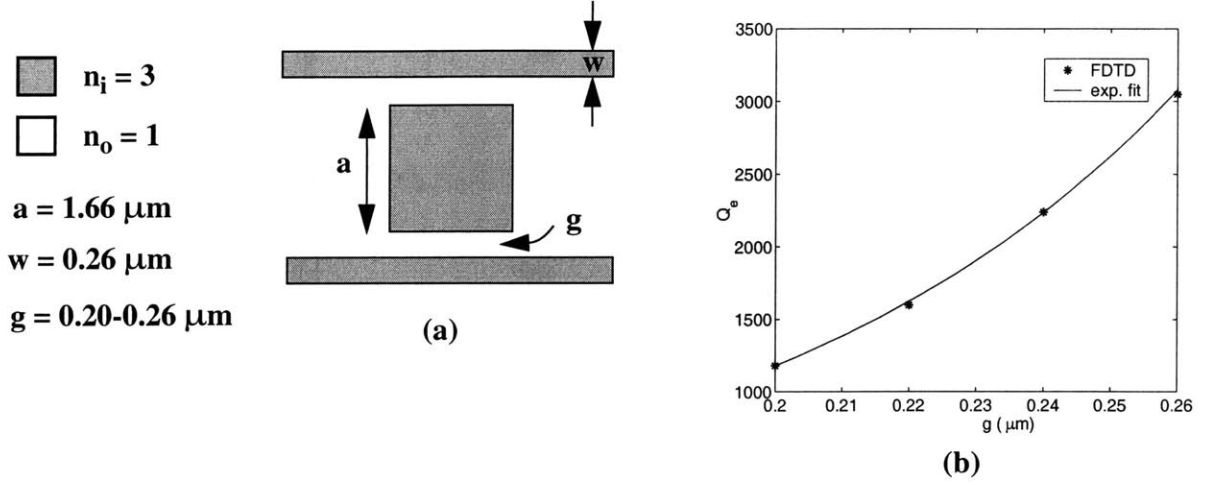 n_i = 3
n_o = 1
a = 1.66 μm
w = 0.26 μm
g = 0.20-0.26 μm
w
a
g
(a)
3500
3000
2500
2000
1500
1000
Q_e
FDTD
exp. fit
0.2 0.21 0.22 0.23 0.24 0.25 0.26
g ( μm)
(b)